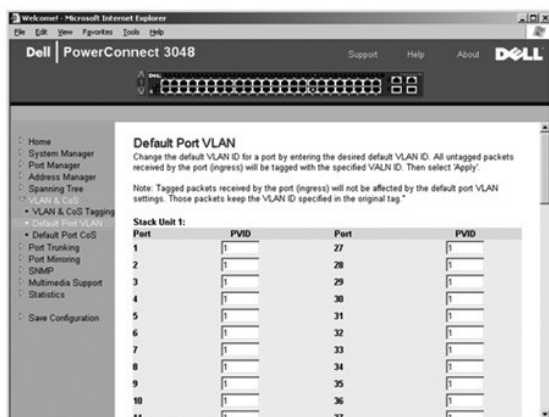 Welcome! - Microsoft Internet Explorer
File Edit View Favorites Tools Help
Dell | PowerConnect 3048
Support Help About DELL
Home
System Manager
Port Manager
Address Manager
Spanning Tree
VLAN & CoS
VLAN & CoS Tagging
Default Port VLAN
Default Port CoS
Port Trunking
Port Mirroring
SNMP
Multimedia Support
Statistics
Save Configuration
Default Port VLAN
Change the default VLAN ID for a port by entering the desired default VLAN ID. All untagged packets
received by the port (ingress) will be tagged with the specified VALN ID. Then select 'Apply'.
Note: Tagged packets received by the port (ingress) will not be affected by the default port VLAN
settings. Those packets keep the VLAN ID specified in the original tag."
Stack Unit 1:
Port PVID Port PVID
1 1 27 1
2 1 28 1
3 1 29 1
4 1 30 1
5 1 31 1
6 1 32 1
7 1 33 1
8 1 34 1
9 1 35 1
10 1 36 1